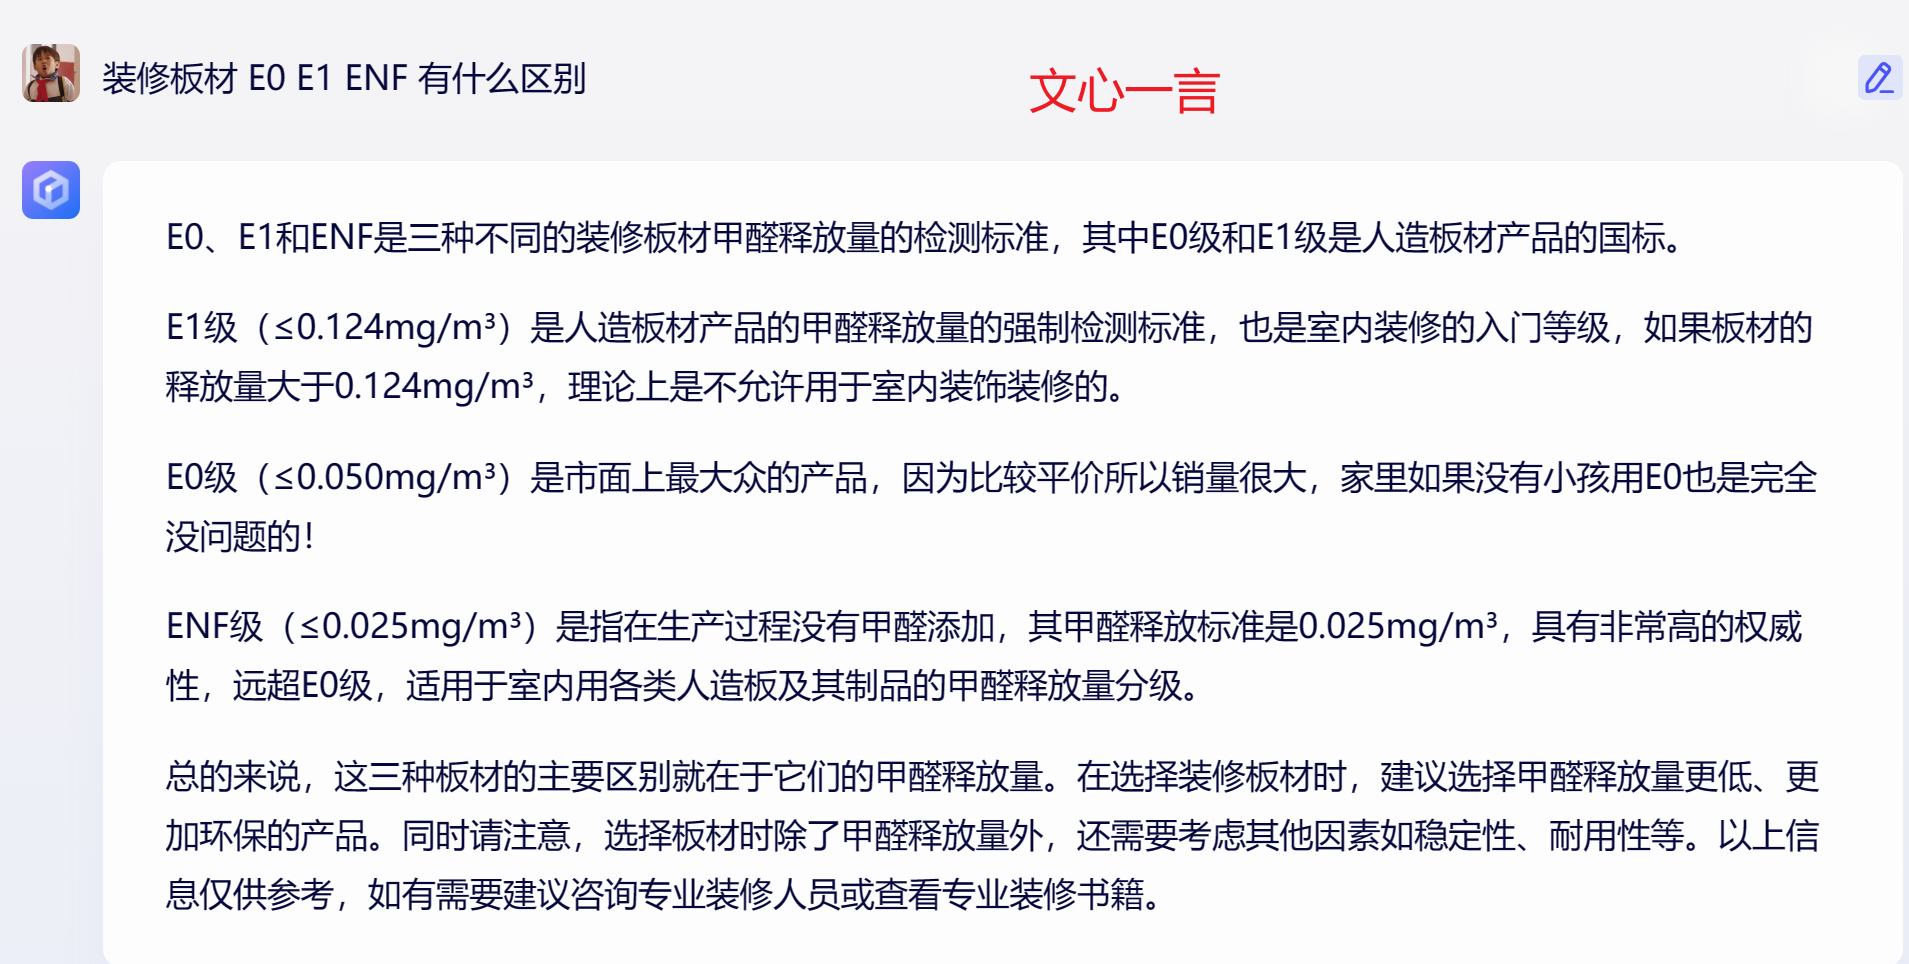 装修板材 E0 E1 ENF 有什么区别
文心一言
E0、E1和ENF是三种不同的装修板材甲醛释放量的检测标准，其中E0级和E1级是人造板材产品的国标。
E1级（≤0.124mg/m³）是人造板材产品的甲醛释放量的强制检测标准，也是室内装修的入门等级，如果板材的
释放量大于0.124mg/m³，理论上是不允许用于室内装饰装修的。
E0级（≤0.050mg/m³）是市面上最大众的产品，因为比较平价所以销量很大，家里如果没有小孩用E0也是完全
没问题的！
ENF级（≤0.025mg/m³）是指在生产过程没有甲醛添加，其甲醛释放标准是0.025mg/m³，具有非常高的权威
性，远超E0级，适用于室内用各类人造板及其制品的甲醛释放量分级。
总的来说，这三种板材的主要区别就在于它们的甲醛释放量。在选择装修板材时，建议选择甲醛释放量更低、更
加环保的产品。同时请注意，选择板材时除了甲醛释放量外，还需要考虑其他因素如稳定性、耐用性等。以上信
息仅供参考，如有需要建议咨询专业装修人员或查看专业装修书籍。